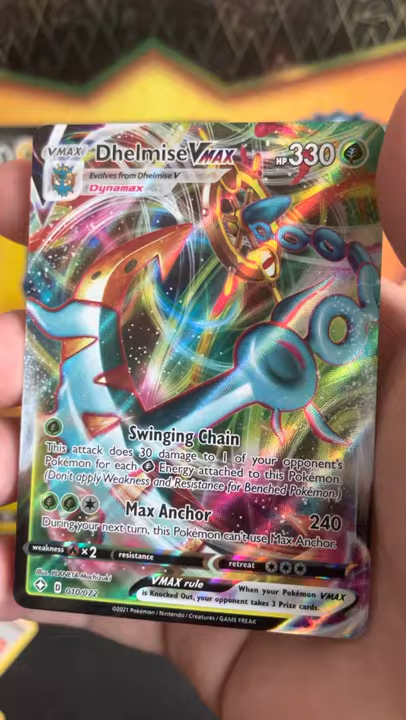 VMAX Dhelmise VMAX HP 330
Evolves from Dhelmise V
Dynamax
Swinging Chain
This attack does 30 damage to 1 of your opponent's
Pokémon for each Energy attached to this Pokémon.
(Don't apply Weakness and Resistance for Benched Pokémon.)
Max Anchor 240
During your next turn, this Pokémon can't use Max Anchor.
weakness ×2 resistance retreat
Illus. PLANETA Mochizuki
D 010/072
VMAX rule
When your Pokémon VMAX
is Knocked Out, your opponent takes 3 Prize cards.
©2021 Pokémon / Nintendo / Creatures / GAME FREAK